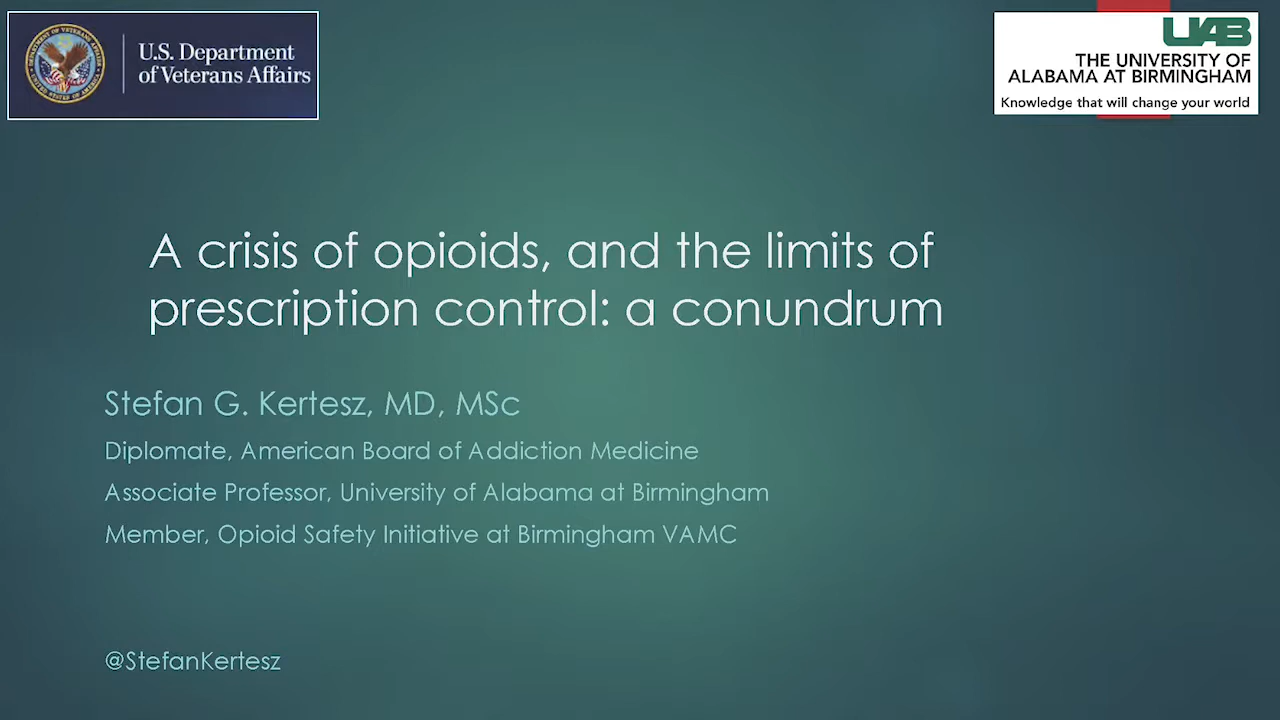 U.S. Department
of Veterans Affairs
UAB
THE UNIVERSITY OF
ALABAMA AT BIRMINGHAM
Knowledge that will change your world
A crisis of opioids, and the limits of
prescription control: a conundrum
Stefan G. Kertesz, MD, MSc
Diplomate, American Board of Addiction Medicine
Associate Professor, University of Alabama at Birmingham
Member, Opioid Safety Initiative at Birmingham VAMC
@StefanKertesz